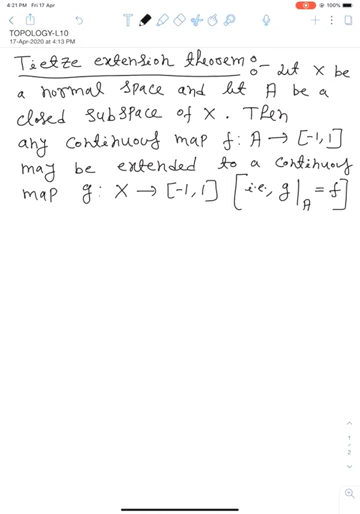 4:21 PM Fri 17 Apr
TOPOLOGY-L10
17-Apr-2020 at 4:13 PM
Tietze extension theorem :- Let X be
a normal space and let A be a
closed subspace of X. Then
any continuous map f: A → [-1,1]
may be extended to a continuous
map g: X → [-1,1] [i.e., g|_A = f]
1
2